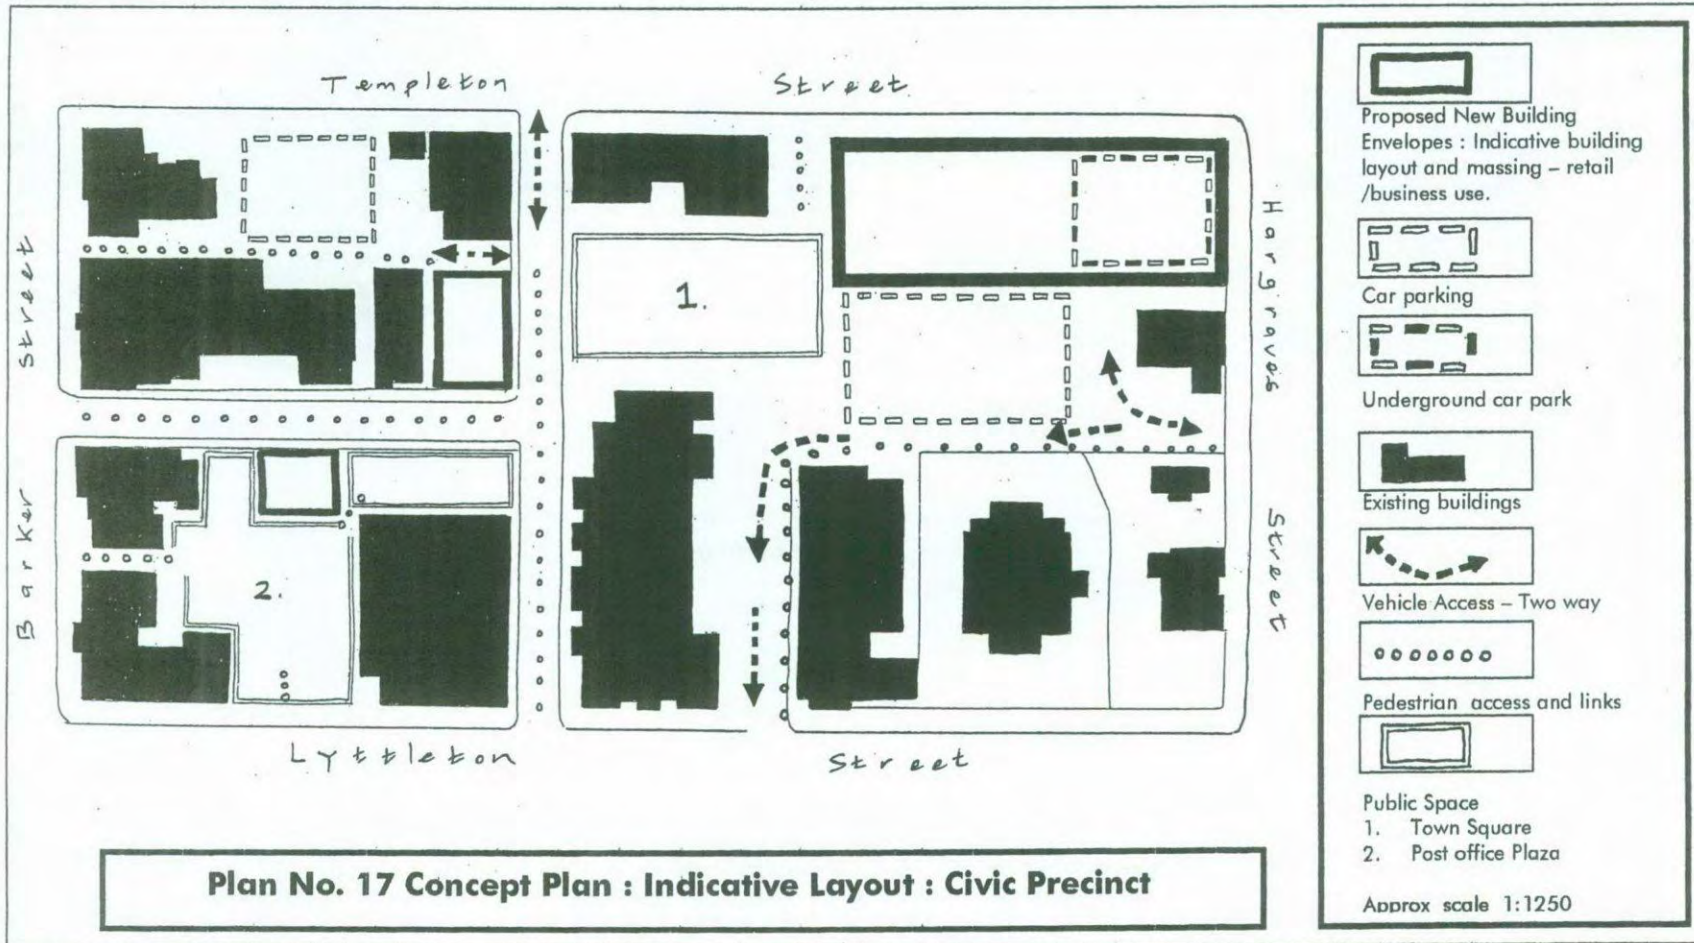 Templeton Street
Street
Barker
Hargraves
Street
1.
2.
Lyttleton Street
Plan No. 17 Concept Plan : Indicative Layout : Civic Precinct
Proposed New Building
Envelopes : Indicative building
layout and massing – retail
/business use.
Car parking
Underground car park
Existing buildings
Vehicle Access – Two way
Pedestrian access and links
Public Space
1. Town Square
2. Post office Plaza
Approx scale 1:1250